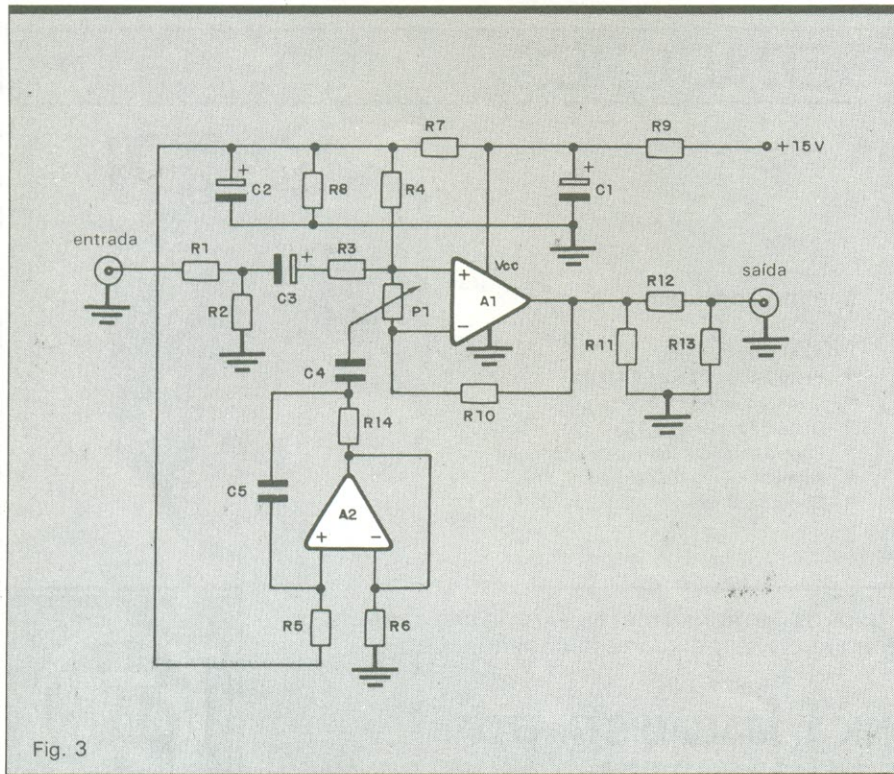 R7
R9
+15V
+
C2
R8
R4
+
C1
entrada
R1
C3
+
R3
Vcc
+
A1
−
R12
saída
R2
P1
R11
R13
C4
R10
R14
C5
A2
+
−
R5
R6
Fig. 3